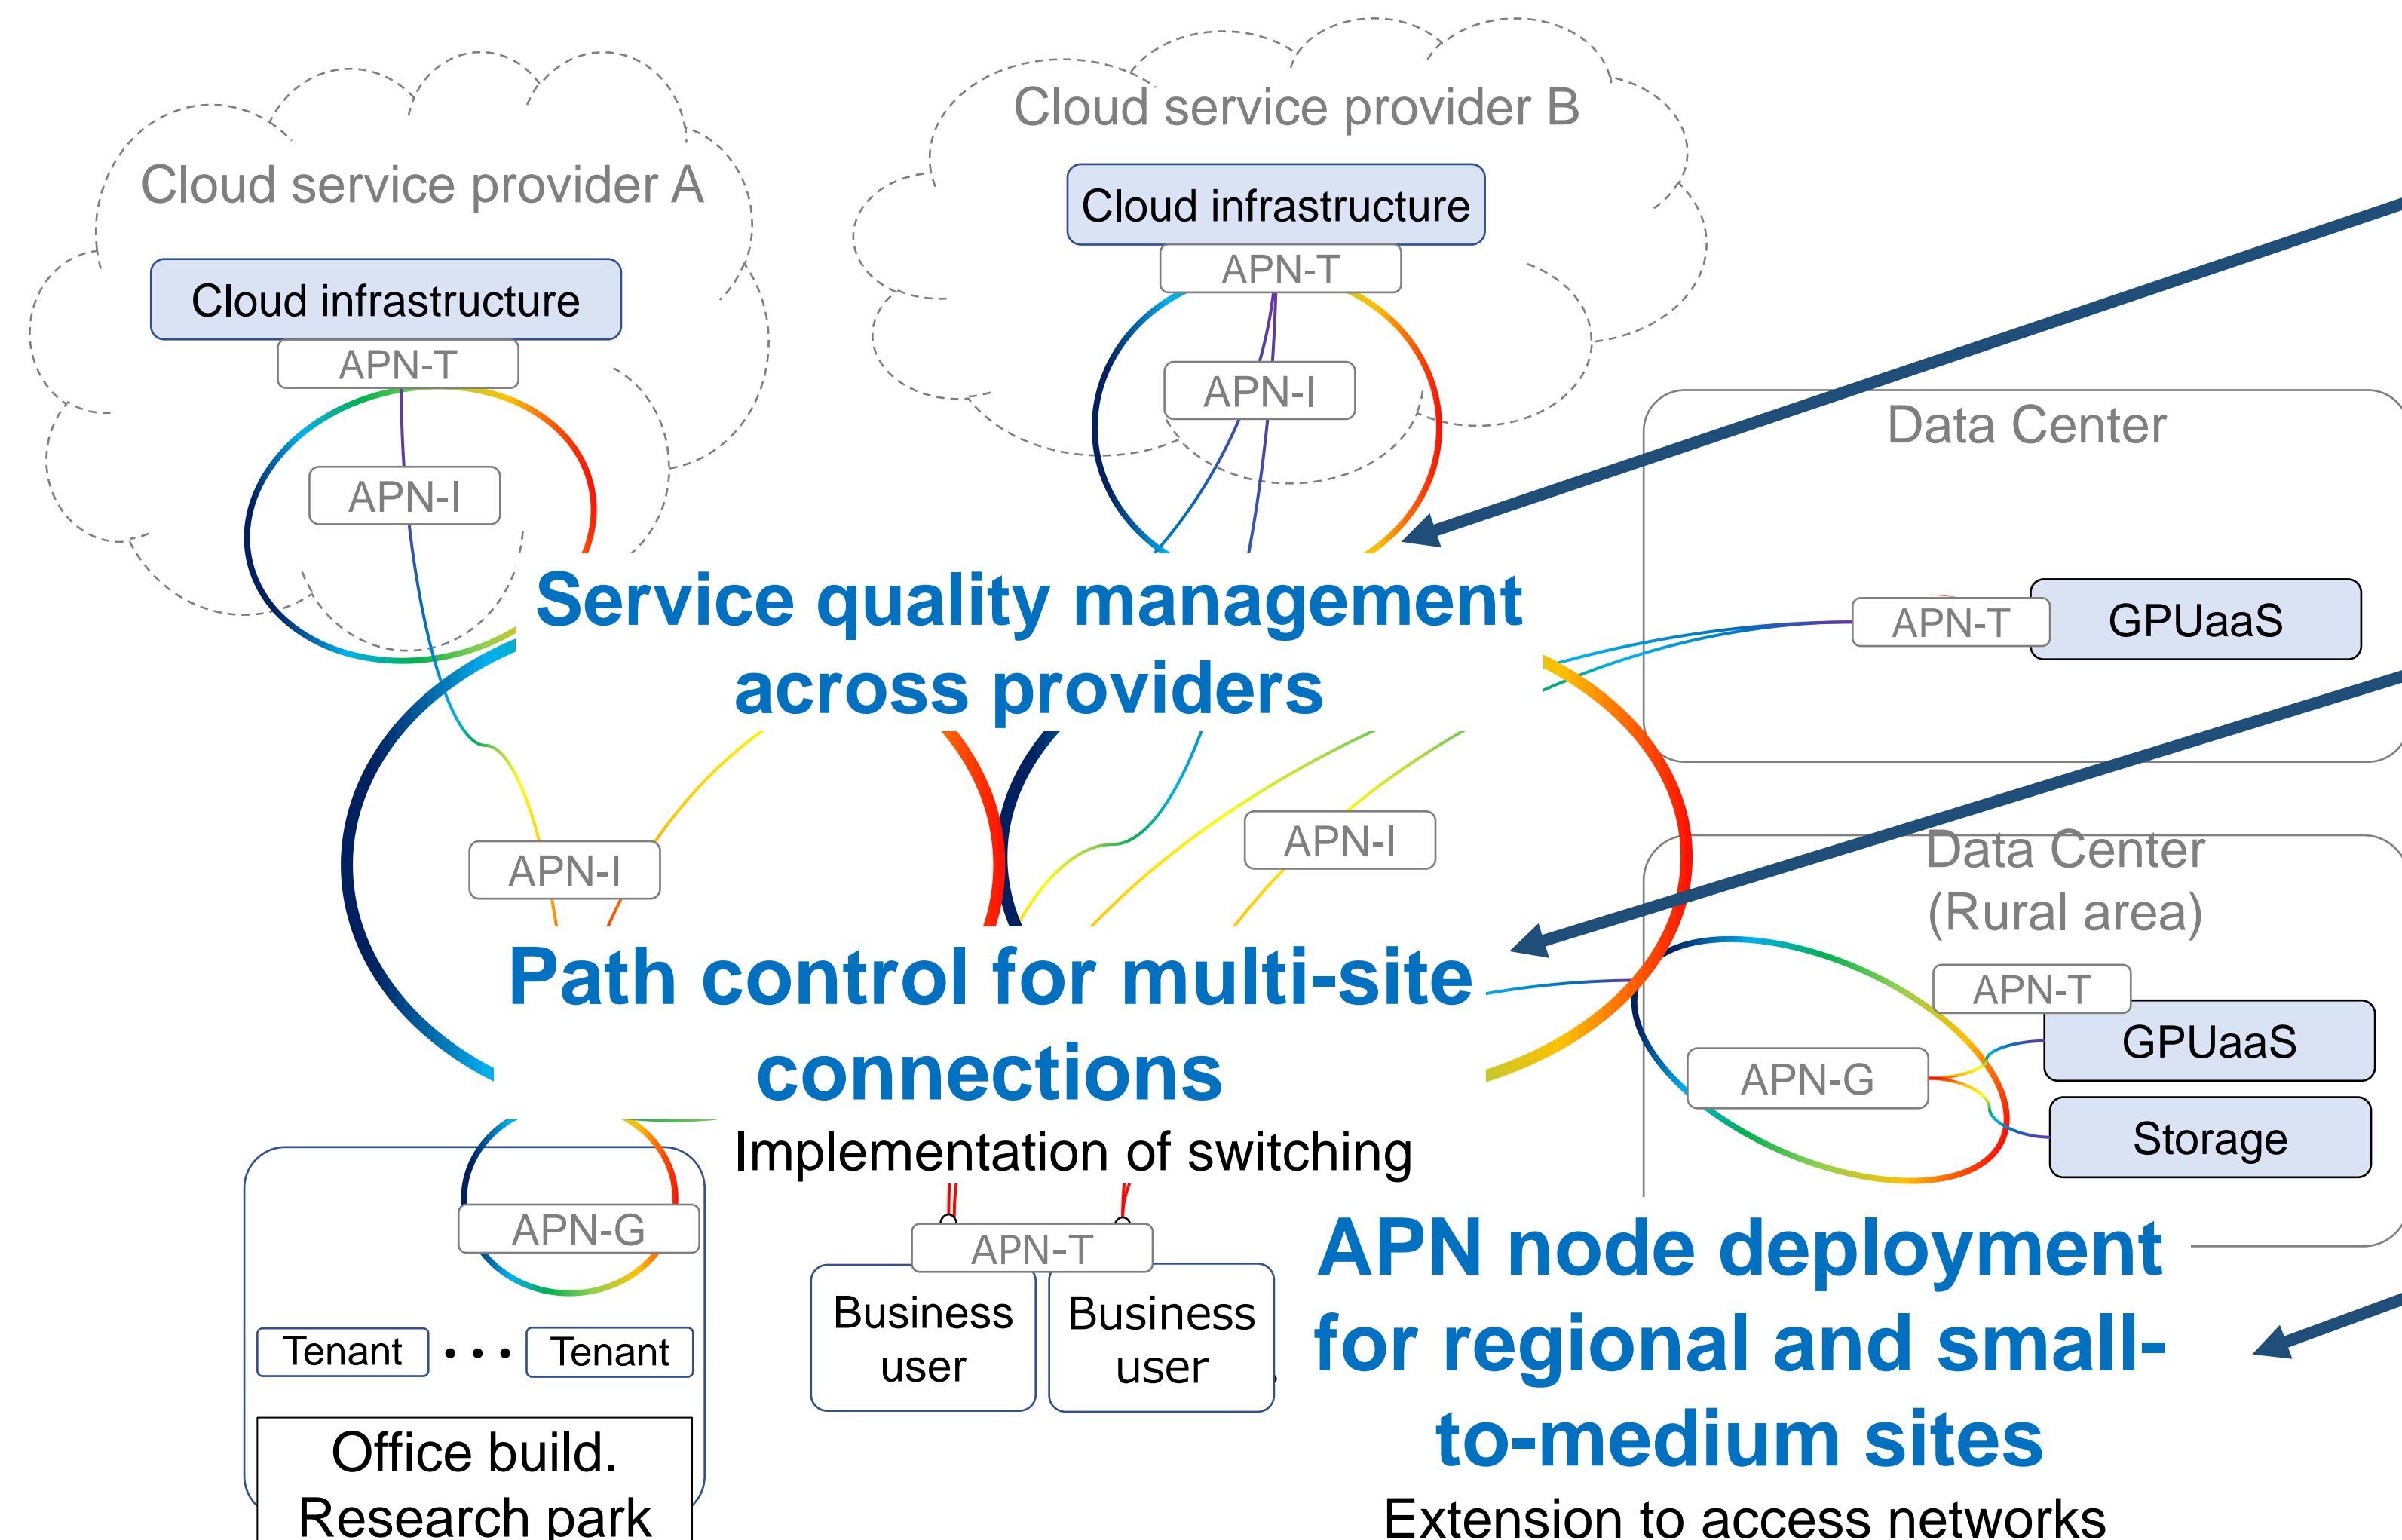 Cloud service provider A
Cloud infrastructure
APN-T
APN-I
Cloud service provider B
Cloud infrastructure
APN-T
APN-I
Data Center
APN-T
GPUaaS
Service quality management
across providers
APN-I
APN-I
Data Center
(Rural area)
APN-T
GPUaaS
APN-G
Storage
Path control for multi-site
connections
Implementation of switching
APN-G
Tenant
Tenant
Office build.
Research park
APN-T
Business
user
Business
user
APN node deployment
for regional and small-
to-medium sites
Extension to access networks